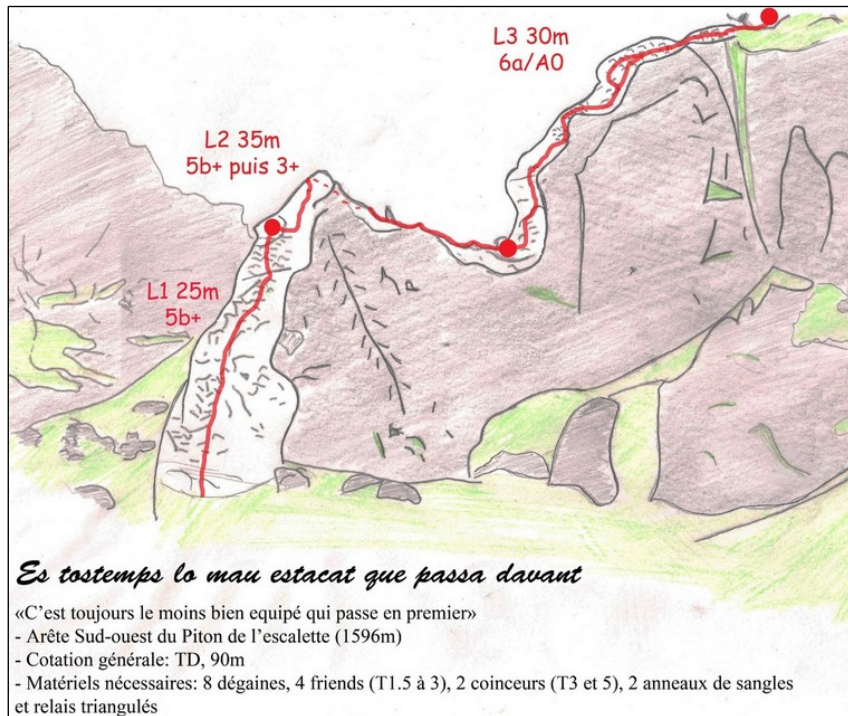 L3 30m
6a/A0
L2 35m
5b+ puis 3+
L1 25m
5b+
Es tostemps lo mau estacat que passa davant
«C’est toujours le moins bien equipé qui passe en premier»
- Arête Sud-ouest du Piton de l’escalette (1596m)
- Cotation générale: TD, 90m
- Matériels nécessaires: 8 dégaines, 4 friends (T1.5 à 3), 2 coinceurs (T3 et 5), 2 anneaux de sangles
et relais triangulés